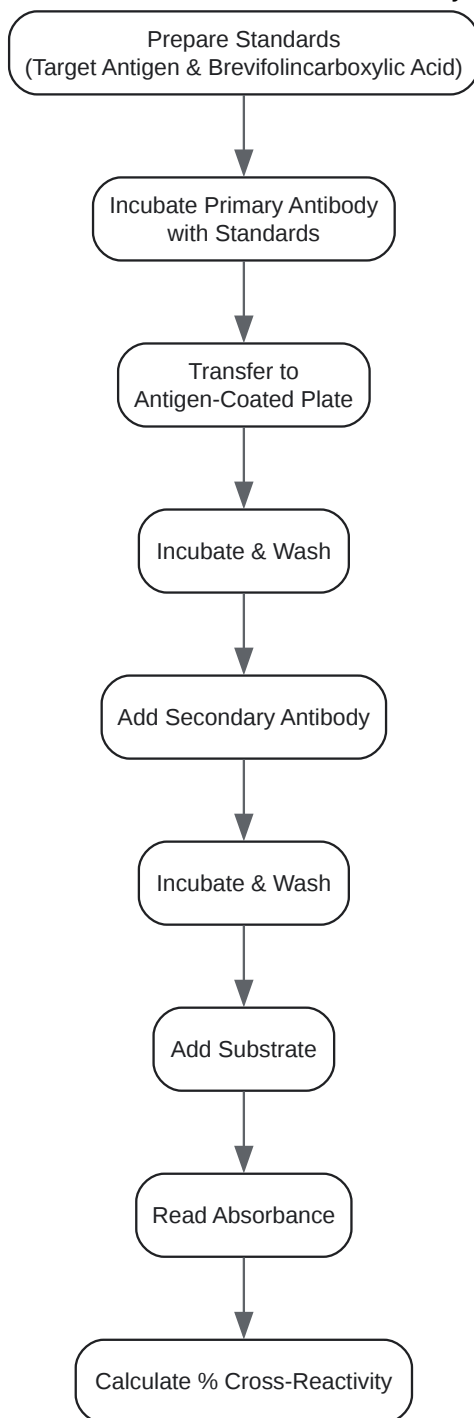 Prepare Standards
(Target Antigen & Brevifolincarboxylic Acid)
Incubate Primary Antibody
with Standards
Transfer to
Antigen-Coated Plate
Incubate & Wash
Add Secondary Antibody
Incubate & Wash
Add Substrate
Read Absorbance
Calculate % Cross-Reactivity